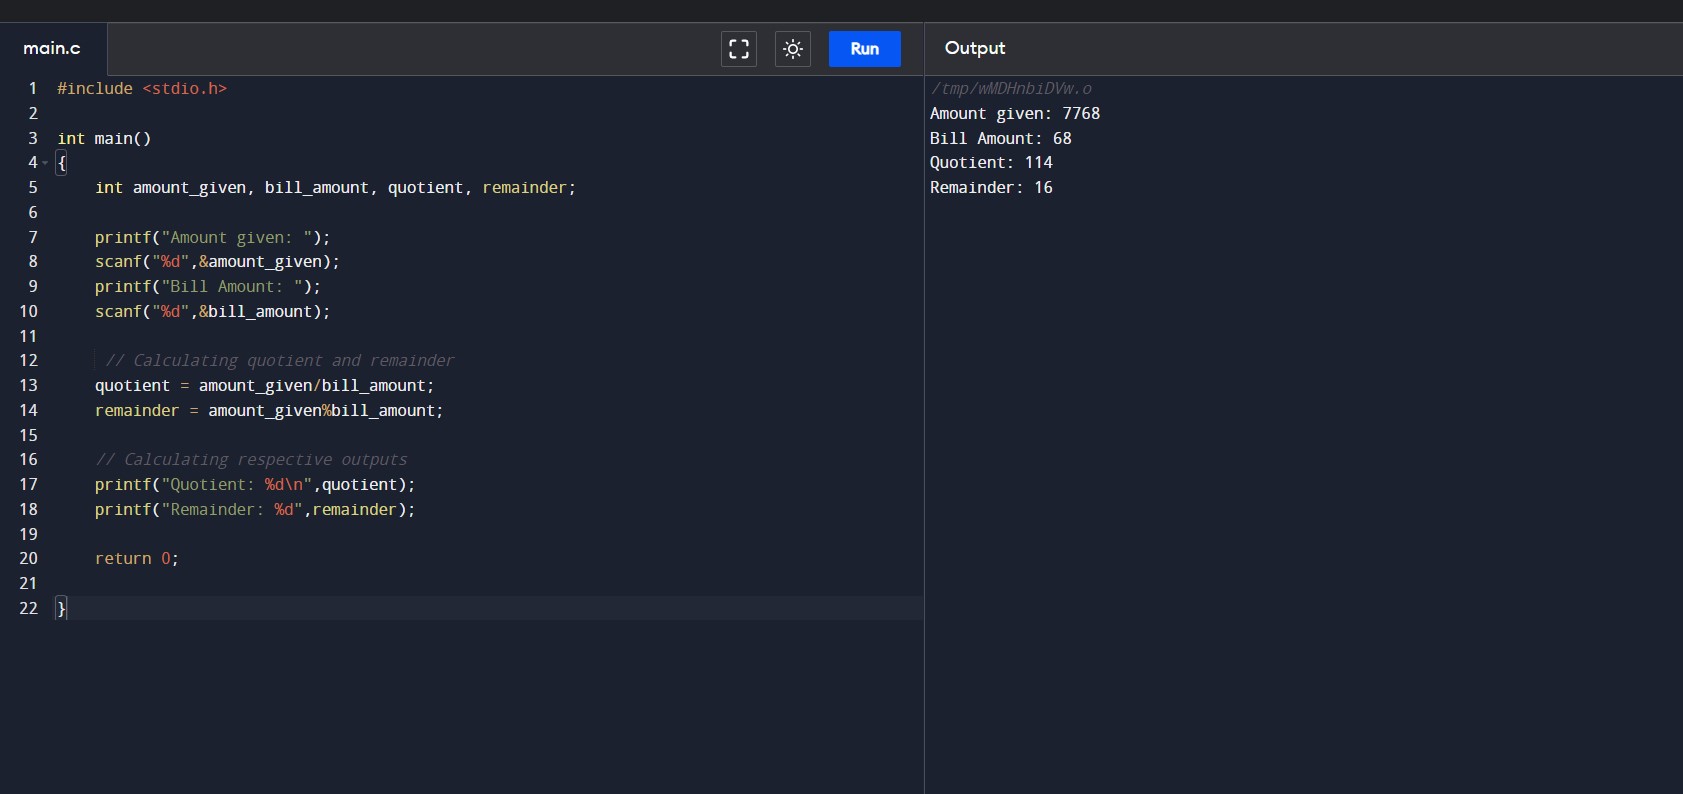 main.c
Run
1 #include <stdio.h>
2
3 int main()
4 {
5     int amount_given, bill_amount, quotient, remainder;
6
7     printf("Amount given: ");
8     scanf("%d",&amount_given);
9     printf("Bill Amount: ");
10     scanf("%d",&bill_amount);
11
12      // Calculating quotient and remainder
13     quotient = amount_given/bill_amount;
14     remainder = amount_given%bill_amount;
15
16     // Calculating respective outputs
17     printf("Quotient: %d\n",quotient);
18     printf("Remainder: %d",remainder);
19
20     return 0;
21
22 }
Output
/tmp/wMDHnbiDVw.o
Amount given: 7768
Bill Amount: 68
Quotient: 114
Remainder: 16